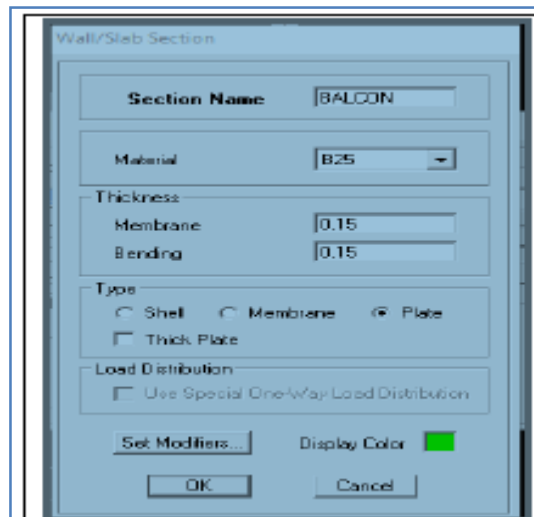 Wall/Slab Section
Section Name BALCON
Material B25
Thickness
Membrane 0.15
Bending 0.15
Type
Shell Membrane Plate
Thick Plate
Load Distribution
Use Special One-Way Load Distribution
Set Modifiers... Display Color
OK Cancel